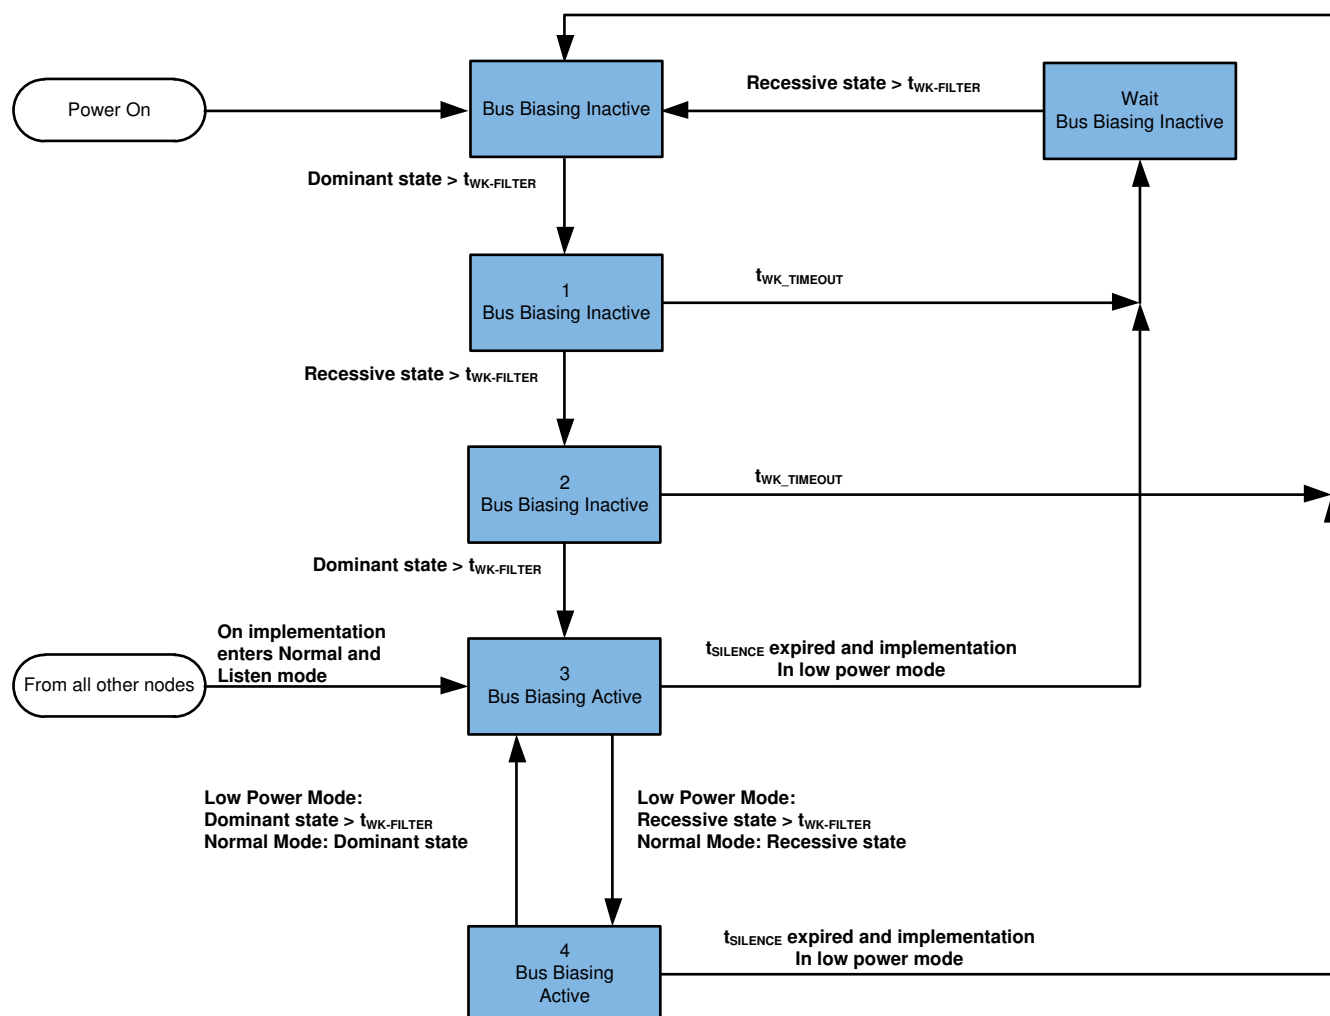 Power On
Bus Biasing Inactive
Recessive state > tWK-FILTER
Wait
Bus Biasing Inactive
Dominant state > tWK-FILTER
1
Bus Biasing Inactive
tWK_TIMEOUT
Recessive state > tWK-FILTER
2
Bus Biasing Inactive
tWK_TIMEOUT
Dominant state > tWK-FILTER
On implementation
enters Normal and
Listen mode
From all other nodes
3
Bus Biasing Active
tSILENCE expired and implementation
In low power mode
Low Power Mode:
Dominant state > tWK-FILTER
Normal Mode: Dominant state
Low Power Mode:
Recessive state > tWK-FILTER
Normal Mode: Recessive state
4
Bus Biasing
Active
tSILENCE expired and implementation
In low power mode